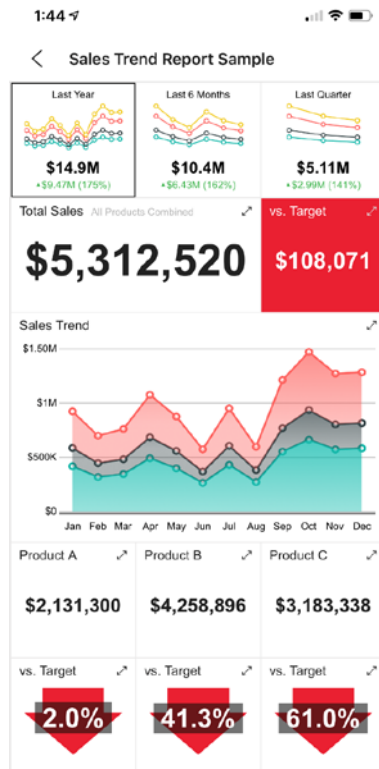 1:44
Sales Trend Report Sample
Last Year Last 6 Months Last Quarter
$14.9M $10.4M $5.11M
▲$9.47M (175%) ▲$6.43M (162%) ▲$2.99M (141%)
Total Sales All Products Combined vs. Target
$5,312,520 $108,071
Sales Trend
$1.50M
$1M
$500K
$0
Jan Feb Mar Apr May Jun Jul Aug Sep Oct Nov Dec
Product A Product B Product C
$2,131,300 $4,258,896 $3,183,338
vs. Target vs. Target vs. Target
2.0% 41.3% 61.0%